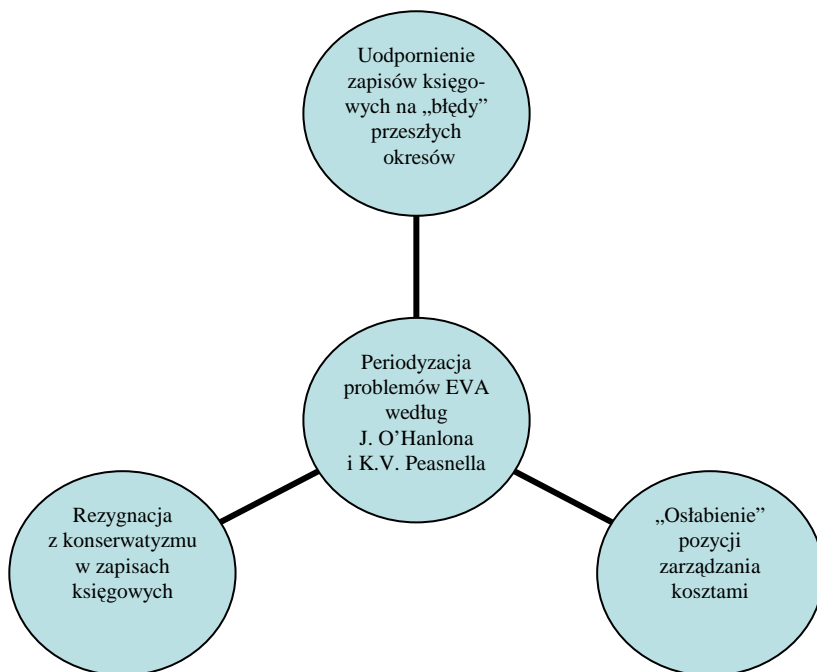 Uodpornienie
zapisów księgo-
wych na „błędy”
przeszłych
okresów
Periodyzacja
problemów EVA
według
J. O’Hanlona
i K.V. Peasnella
Rezygnacja
z konserwatyzmu
w zapisach
księgowych
„Osłabienie”
pozycji
zarządzania
kosztami